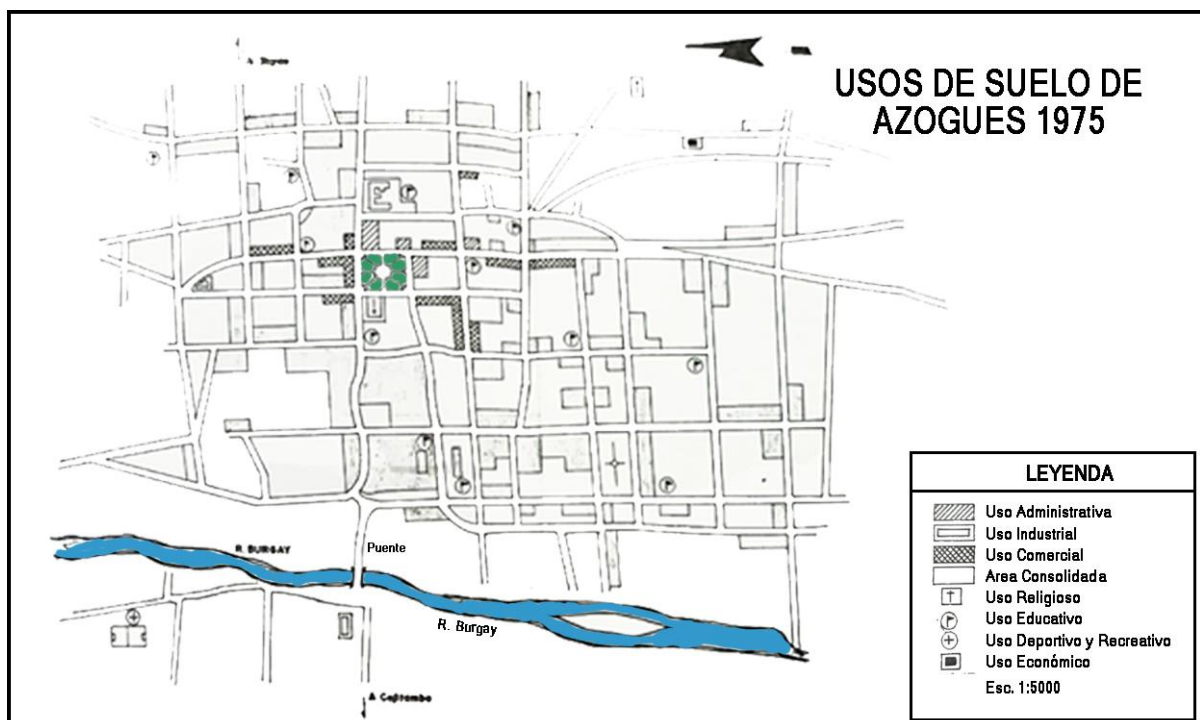 USOS DE SUELO DE
AZOGUES 1975
R. BURGAY
Puente
R. Burgay
LEYENDA
Uso Administrativa
Uso Industrial
Uso Comercial
Area Consolidada
Uso Religioso
Uso Educativo
Uso Deportivo y Recreativo
Uso Económico
Esc. 1:5000